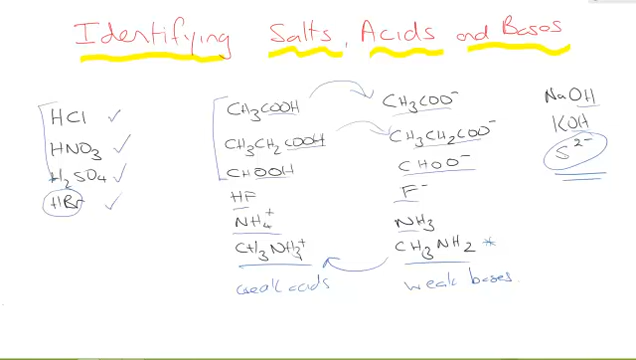 Identifying Salts, Acids and Bases
HCl ✓
HNO₃ ✓
H₂SO₄ ✓
HBr ✓
CH₃COOH
CH₃CH₂COOH
CHOOH
HF
NH₄⁺
CH₃NH₃⁺
weak acids
CH₃COO⁻
CH₃CH₂COO⁻
CHOO⁻
F⁻
NH₃
CH₃NH₂ *
weak bases
NaOH
KOH
S²⁻